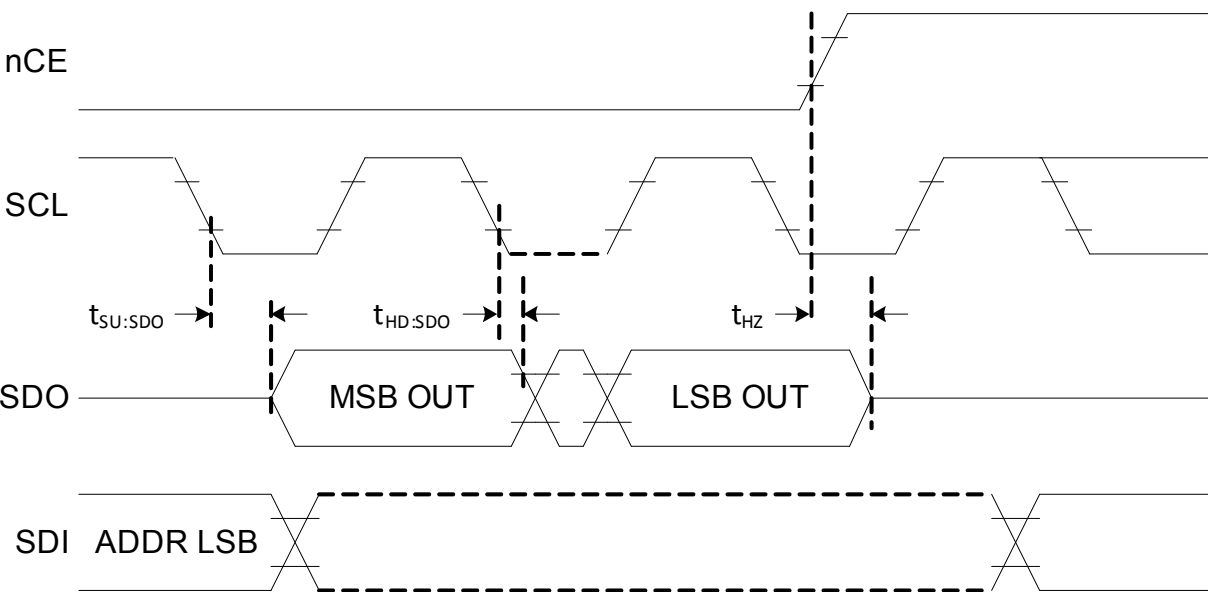 nCE
SCL
tSU:SDO
tHD:SDO
tHZ
SDO
MSB OUT
LSB OUT
SDI
ADDR LSB